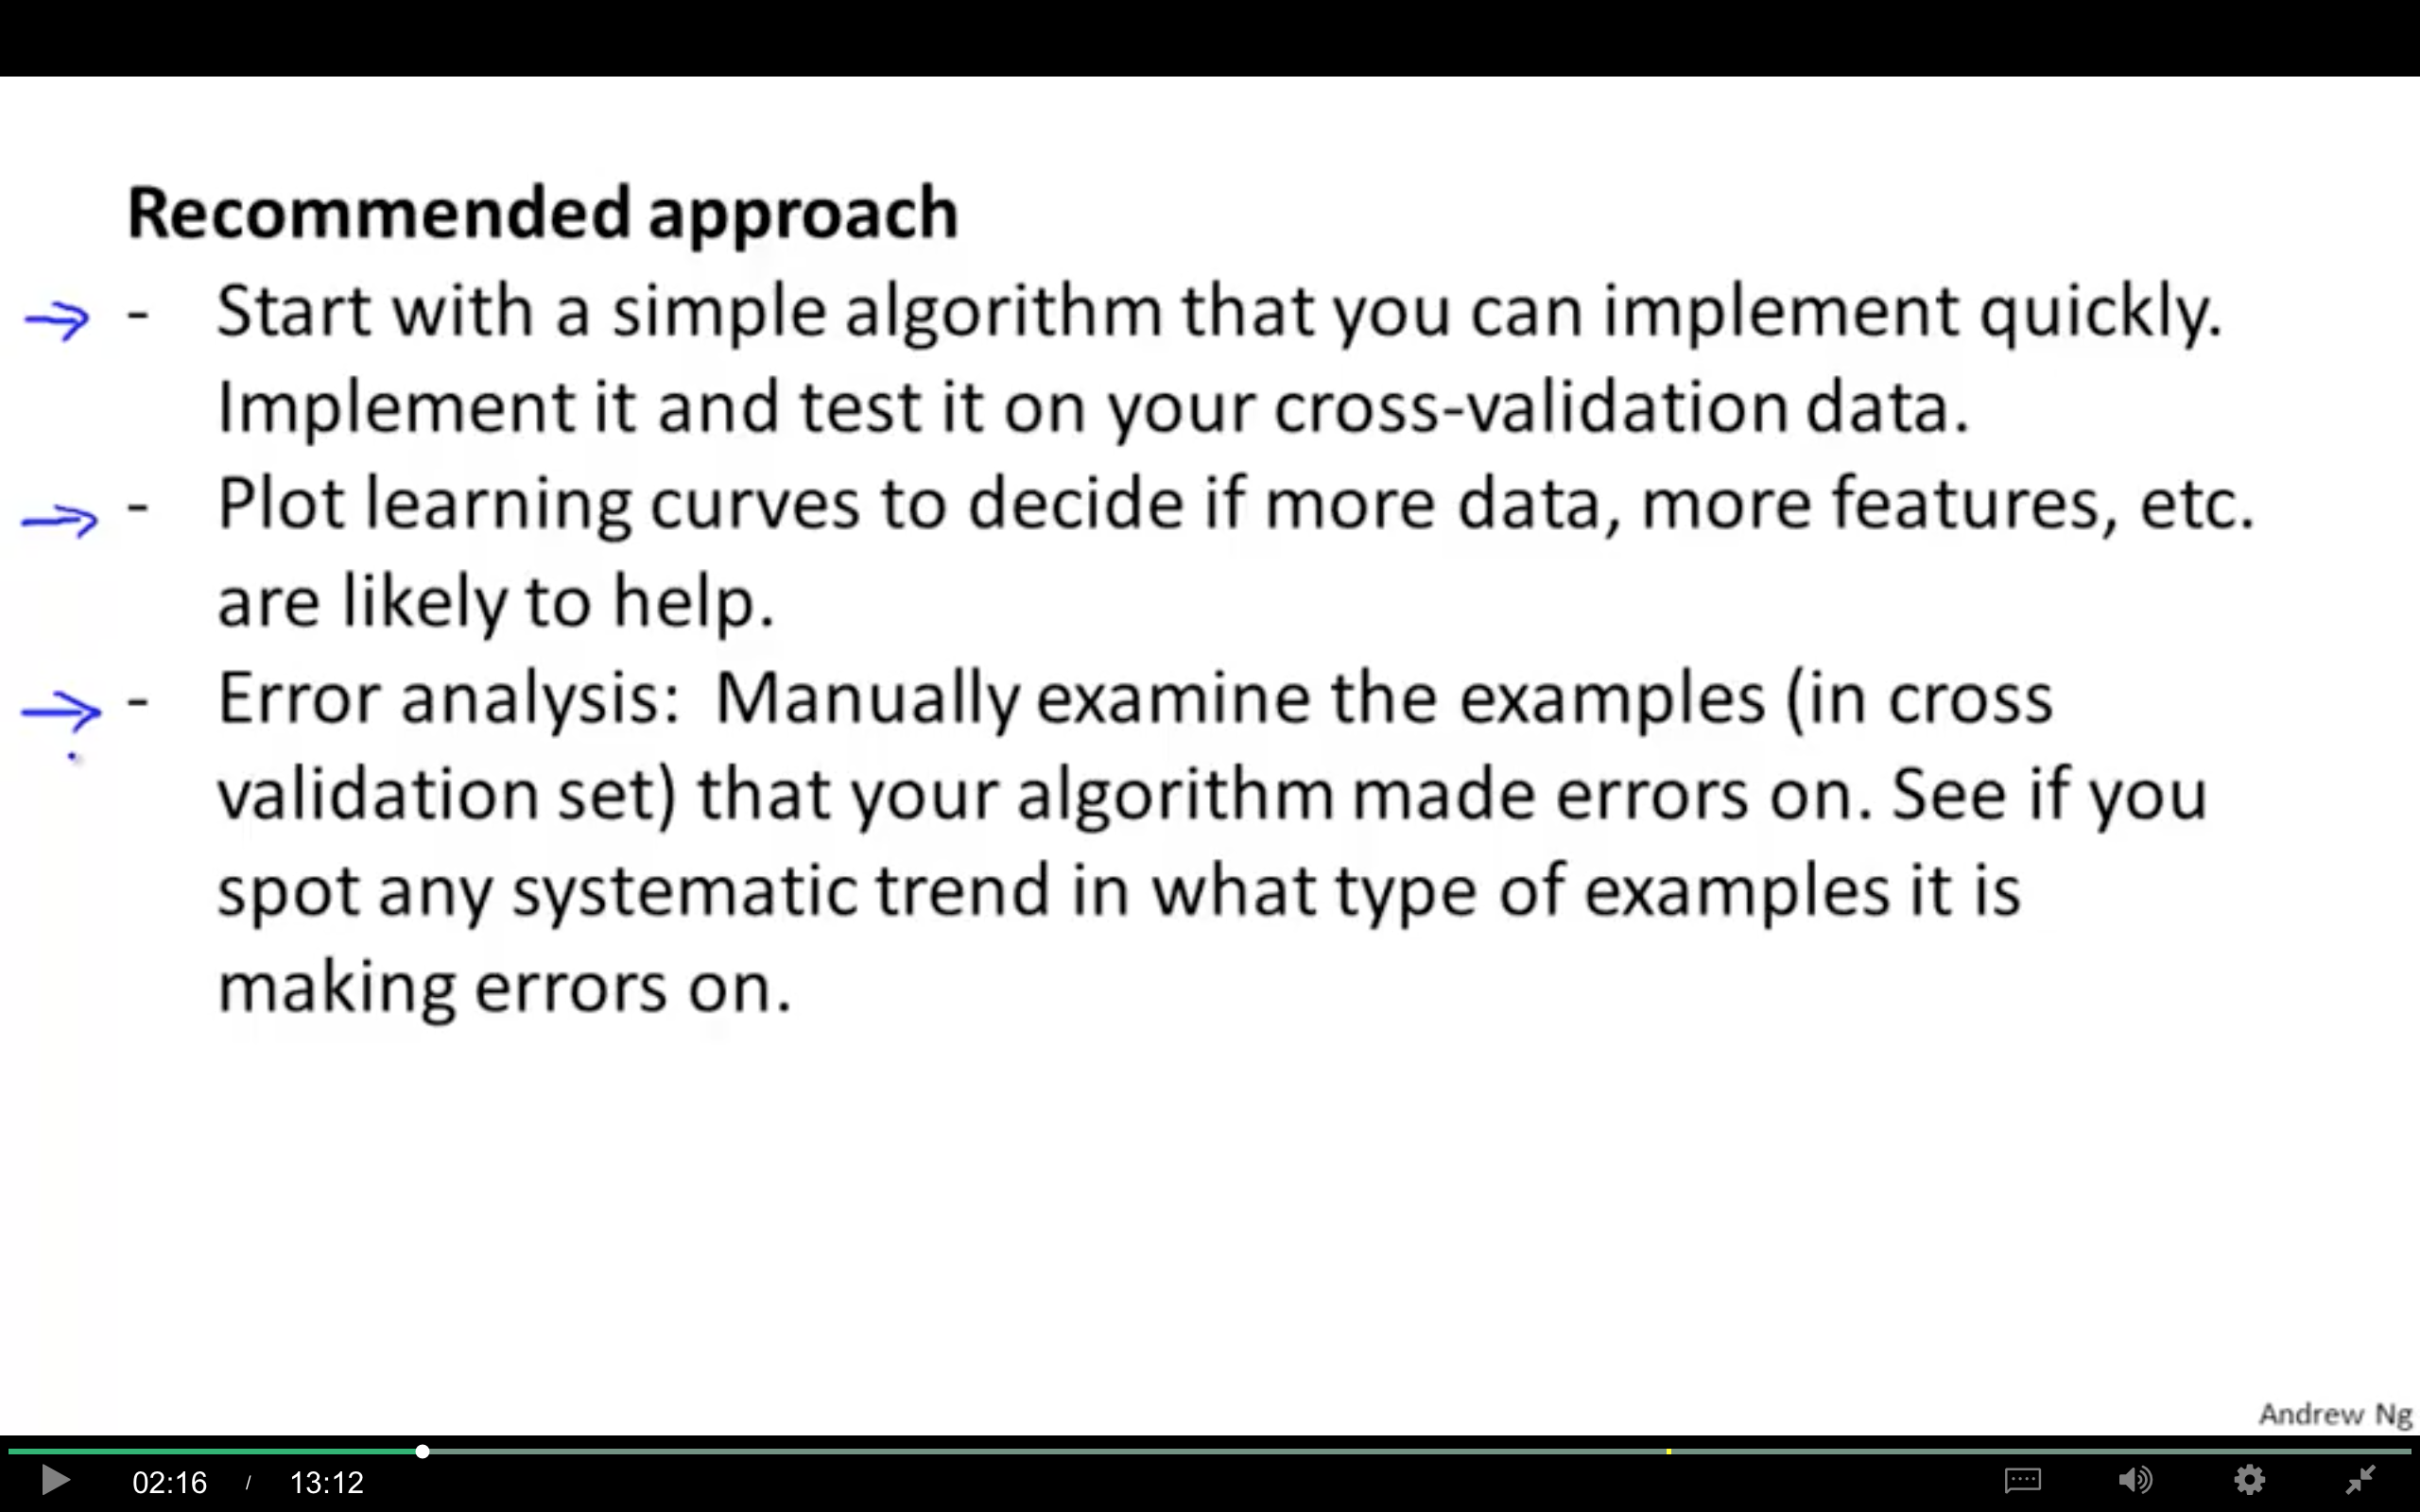 Recommended approach
- Start with a simple algorithm that you can implement quickly.
Implement it and test it on your cross-validation data.
- Plot learning curves to decide if more data, more features, etc.
are likely to help.
- Error analysis: Manually examine the examples (in cross
validation set) that your algorithm made errors on. See if you
spot any systematic trend in what type of examples it is
making errors on.
Andrew Ng
02:16 / 13:12